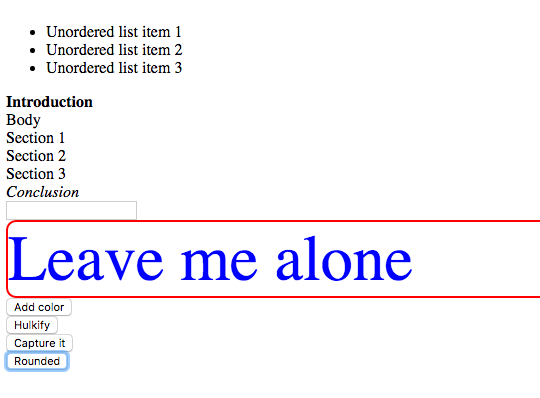 Unordered list item 1
Unordered list item 2
Unordered list item 3
Introduction
Body
Section 1
Section 2
Section 3
Conclusion
Leave me alone
Add color
Hulkify
Capture it
Rounded